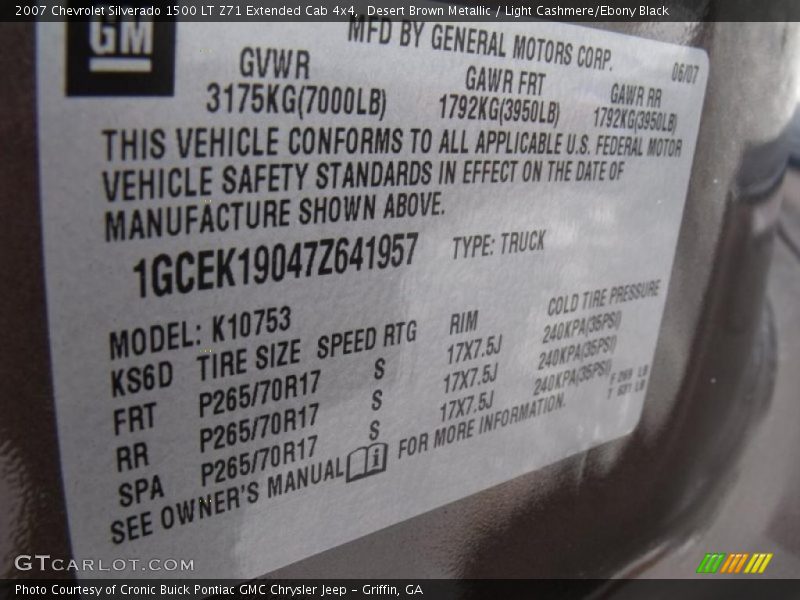 2007 Chevrolet Silverado 1500 LT Z71 Extended Cab 4x4, Desert Brown Metallic / Light Cashmere/Ebony Black
GM
MFD BY GENERAL MOTORS CORP.
06/07
GVWR GAWR FRT GAWR RR
3175KG(7000LB) 1792KG(3950LB) 1792KG(3950LB)
THIS VEHICLE CONFORMS TO ALL APPLICABLE U.S. FEDERAL MOTOR
VEHICLE SAFETY STANDARDS IN EFFECT ON THE DATE OF
MANUFACTURE SHOWN ABOVE.
1GCEK19047Z641957 TYPE: TRUCK
MODEL: K10753
KS6D TIRE SIZE SPEED RTG RIM COLD TIRE PRESSURE
FRT P265/70R17 S 17X7.5J 240KPA(35PSI)
RR P265/70R17 S 17X7.5J 240KPA(35PSI)
SPA P265/70R17 S 17X7.5J 240KPA(35PSI)
SEE OWNER'S MANUAL FOR MORE INFORMATION.
GTCARLOT.COM
Photo Courtesy of Cronic Buick Pontiac GMC Chrysler Jeep - Griffin, GA